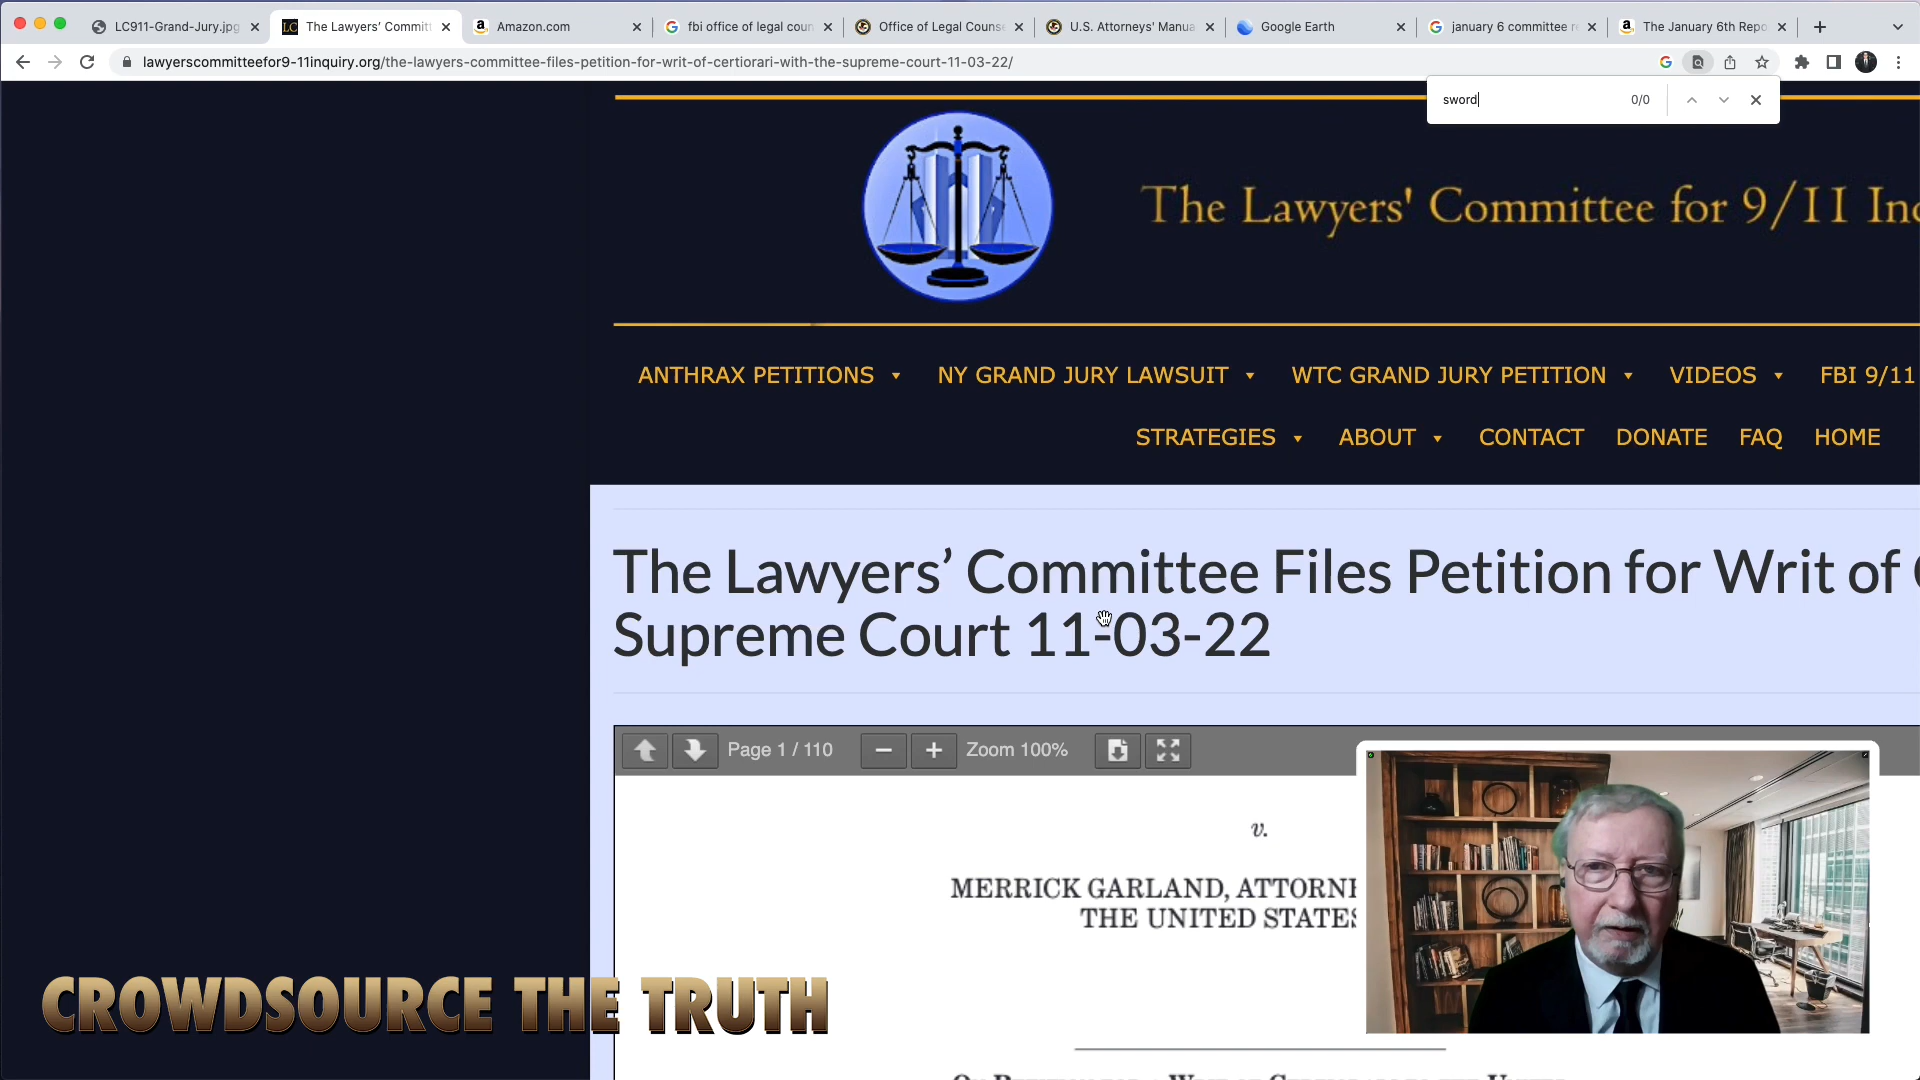 LC911-Grand-Jury.jpg
The Lawyers' Committ
Amazon.com
fbi office of legal coun
Office of Legal Counse
U.S. Attorneys' Manua
Google Earth
january 6 committee re
The January 6th Repo
lawyerscommitteefor9-11inquiry.org/the-lawyers-committee-files-petition-for-writ-of-certiorari-with-the-supreme-court-11-03-22/
sword 0/0
The Lawyers' Committee for 9/11 Inq
ANTHRAX PETITIONS NY GRAND JURY LAWSUIT WTC GRAND JURY PETITION VIDEOS FBI 9/11
STRATEGIES ABOUT CONTACT DONATE FAQ HOME
The Lawyers’ Committee Files Petition for Writ of
Supreme Court 11-03-22
Page 1 / 110 Zoom 100%
v.
MERRICK GARLAND, ATTORNE
THE UNITED STATES
CROWDSOURCE THE TRUTH